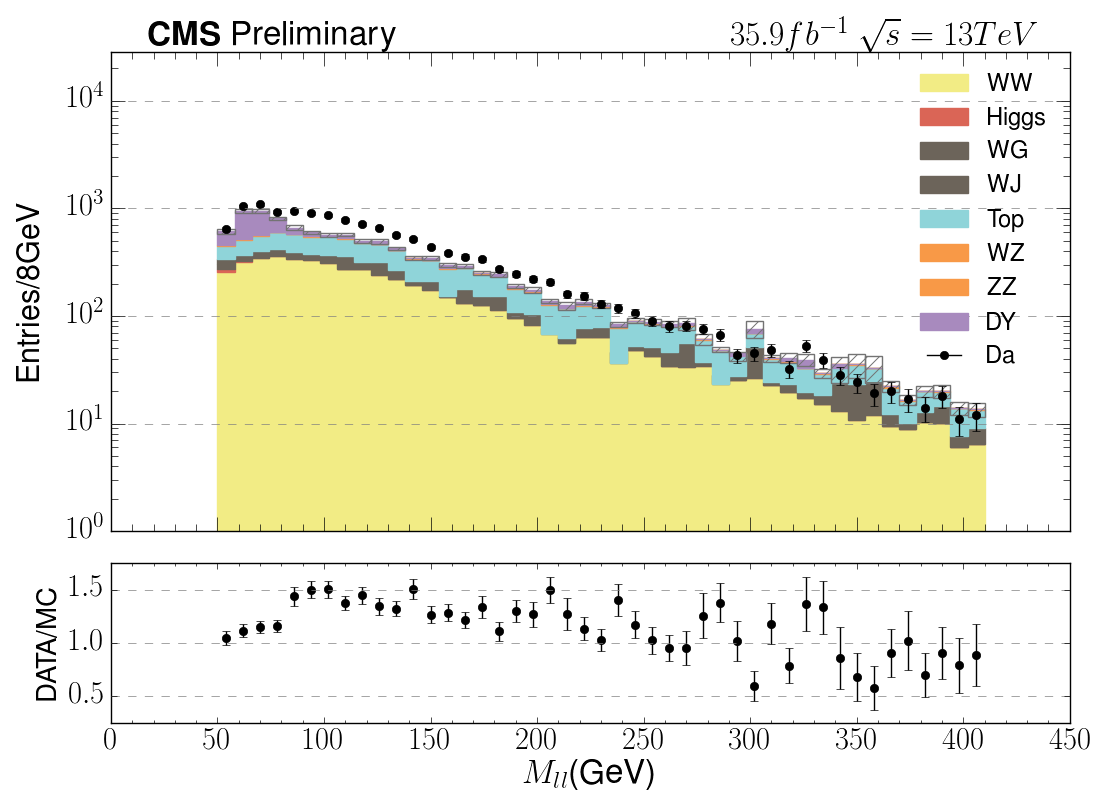 CMS Preliminary
35.9fb⁻¹ √s = 13TeV
Entries/8GeV
10⁴
10³
10²
10¹
10⁰
WW
Higgs
WG
WJ
Top
WZ
ZZ
DY
Da
DATA/MC
1.5
1.0
0.5
0 50 100 150 200 250 300 350 400 450
M_ll(GeV)